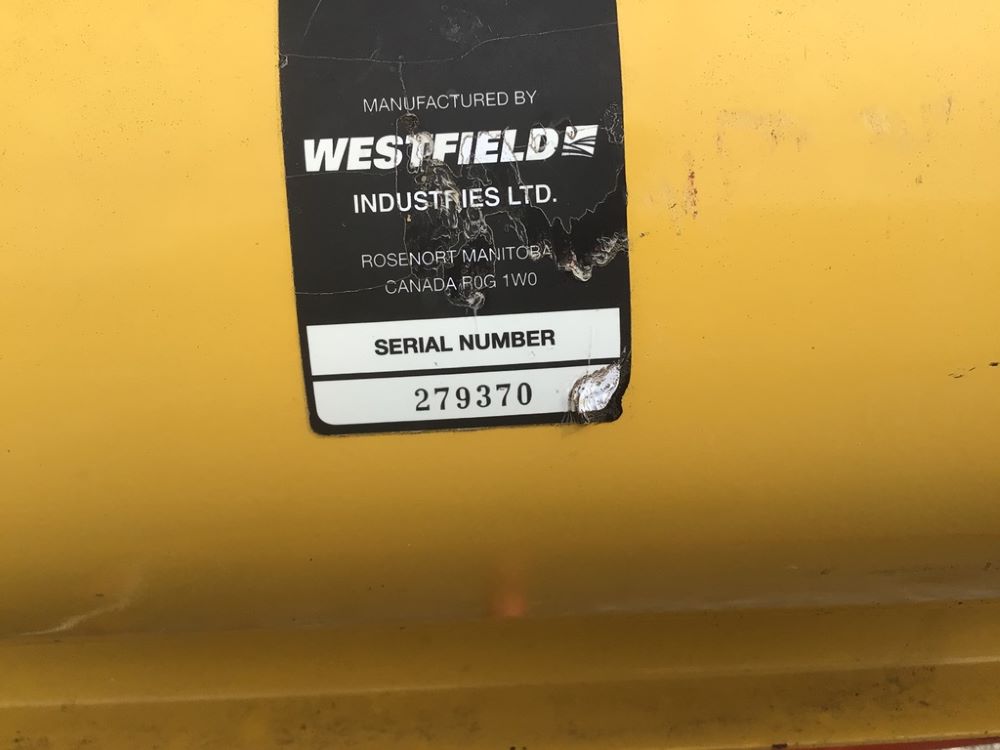 MANUFACTURED BY
WESTFIELD
INDUSTRIES LTD.
ROSENORT MANITOBA
CANADA R0G 1W0
SERIAL NUMBER
279370